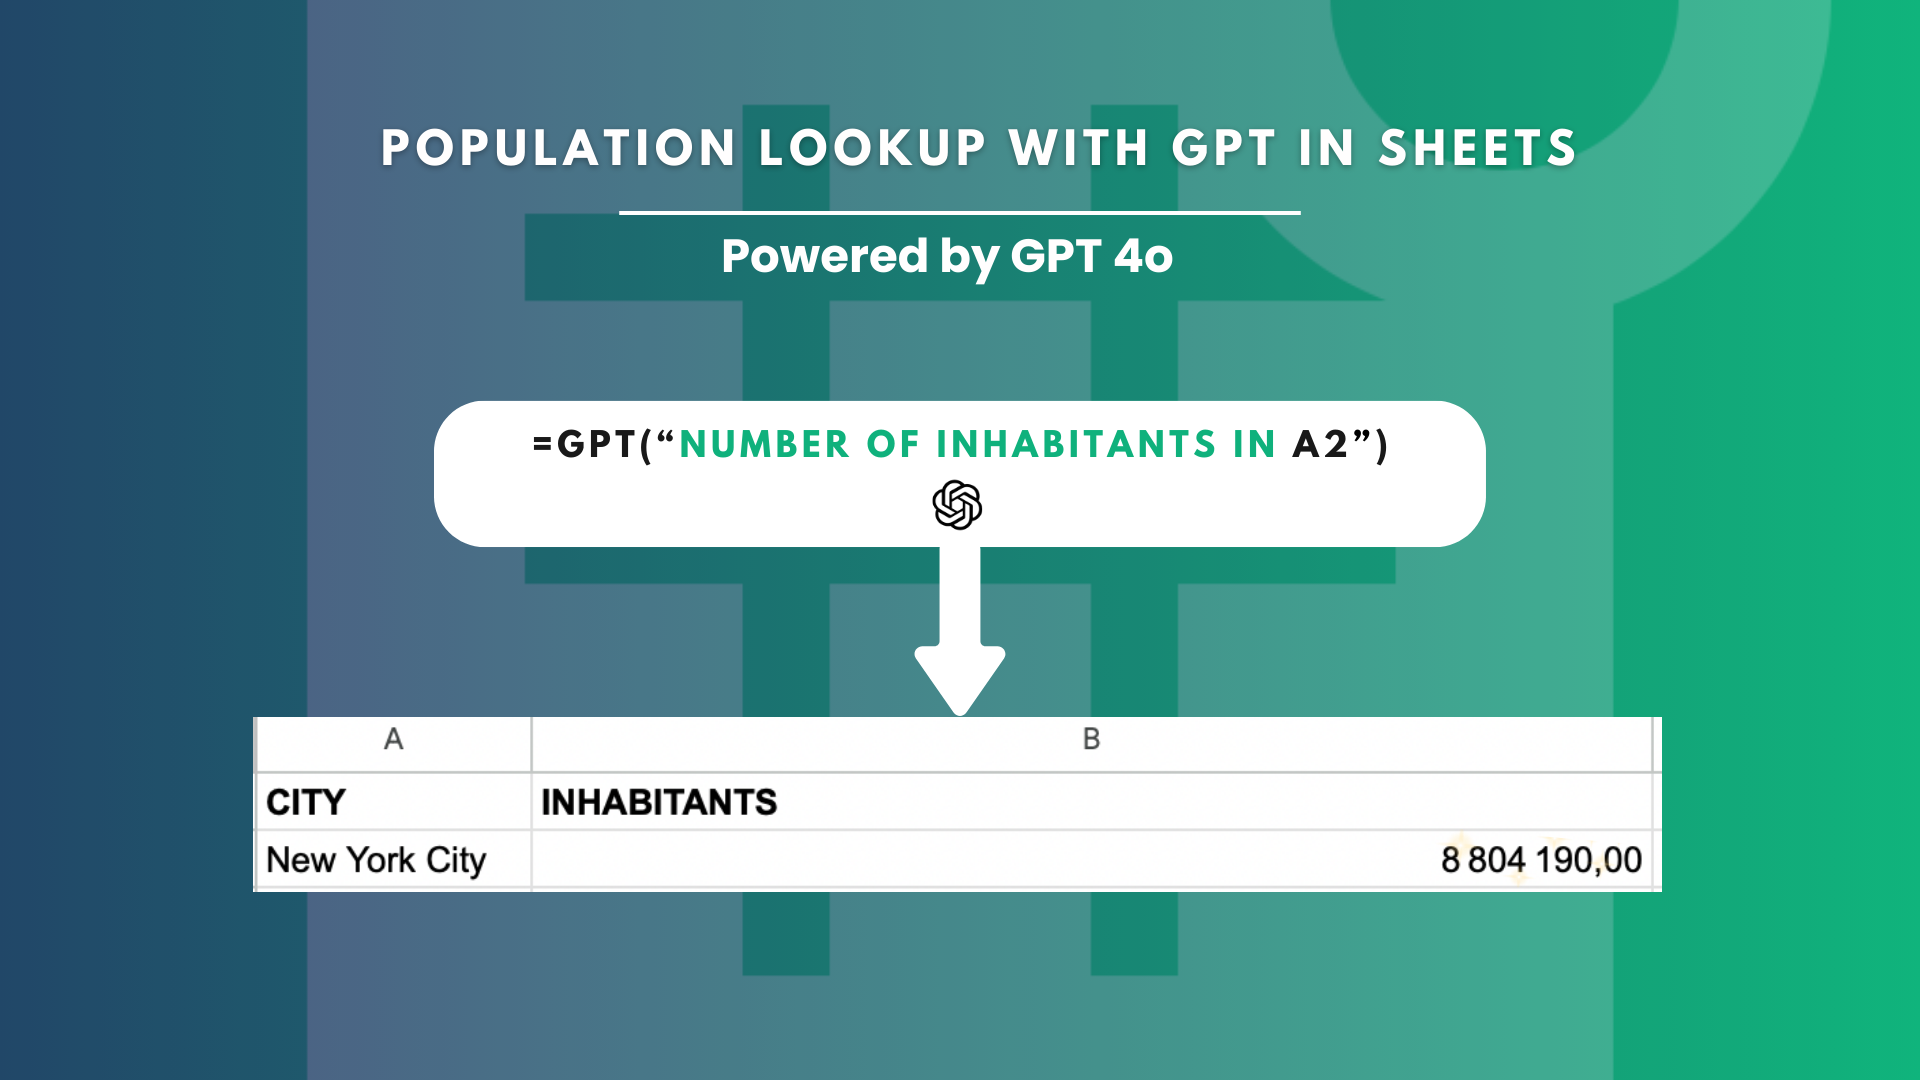 POPULATION LOOKUP WITH GPT IN SHEETS
Powered by GPT 4o
=GPT(“NUMBER OF INHABITANTS IN A2”)
A B
CITY INHABITANTS
New York City 8 804 190,00